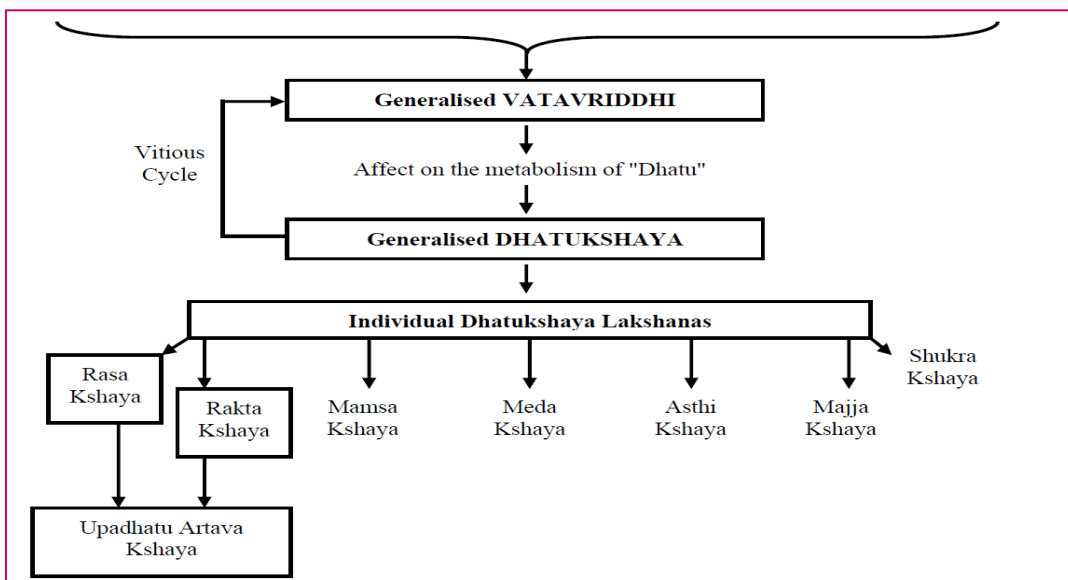 Generalised VATAVRIDDHI
Vitious
Cycle
Affect on the metabolism of "Dhatu"
Generalised DHATUKSHAYA
Individual Dhatukshaya Lakshanas
Rasa
Kshaya
Rakta
Kshaya
Mamsa
Kshaya
Meda
Kshaya
Asthi
Kshaya
Majja
Kshaya
Shukra
Kshaya
Upadhatu Artava
Kshaya